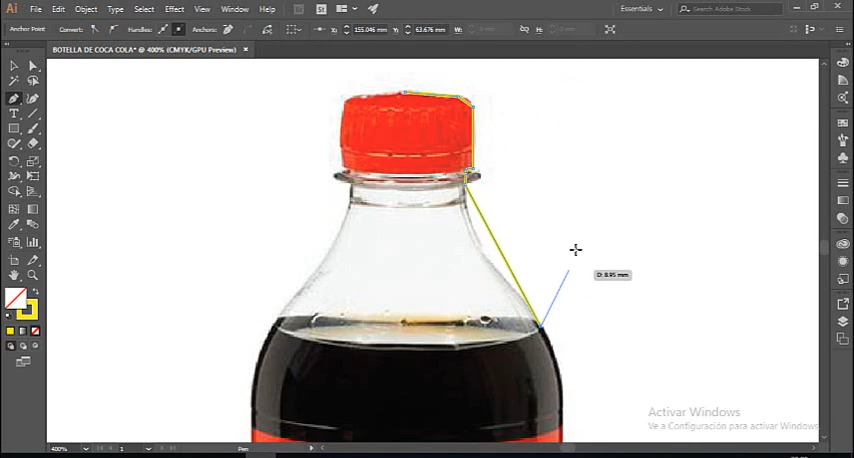 Ai File Edit Object Type Select Effect View Window Help
St
Essentials
Search Adobe Stock
Anchor Point Convert: Handles: Anchors: X: 155.046 mm Y: 63.676 mm W: H:
BOTELLA DE COCA COLA* @ 400% (CMYK/GPU Preview) ×
D: 8.95 mm
Activar Windows
Ve a Configuración para activar Windows
400% 1 Pen